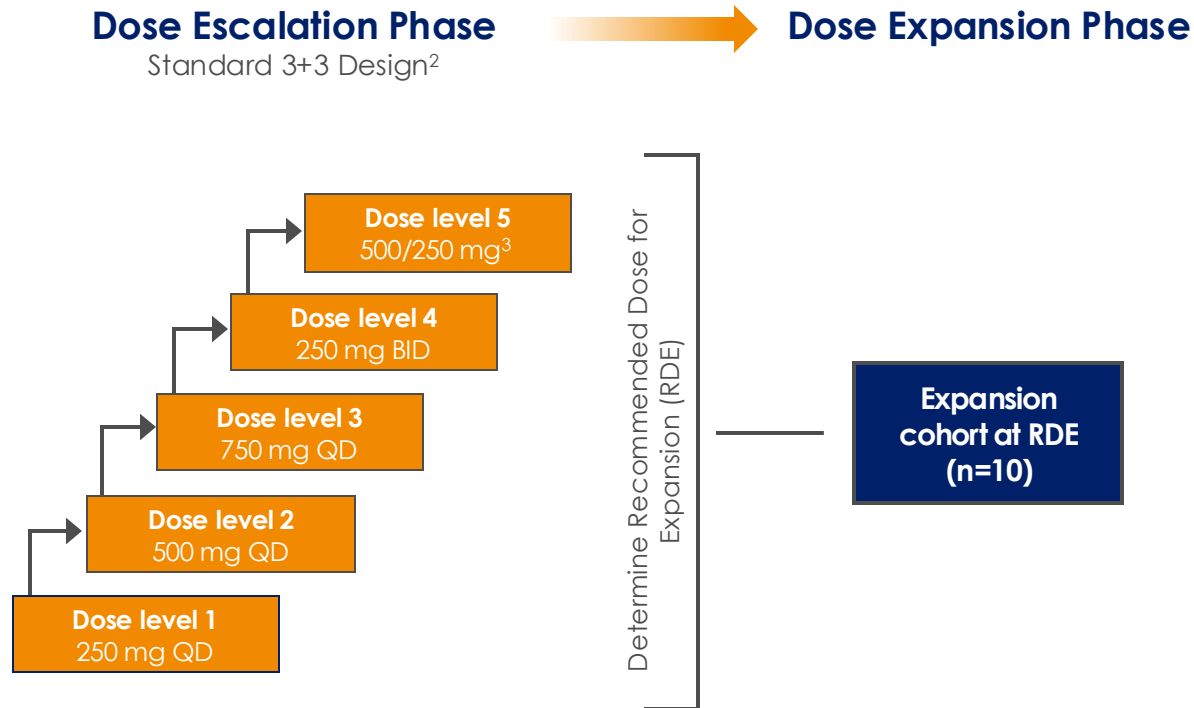 Dose Escalation Phase
Standard 3+3 Design²
Dose Expansion Phase
Dose level 5
500/250 mg³
Dose level 4
250 mg BID
Dose level 3
750 mg QD
Dose level 2
500 mg QD
Dose level 1
250 mg QD
Determine Recommended Dose for
Expansion (RDE)
Expansion
cohort at RDE
(n=10)